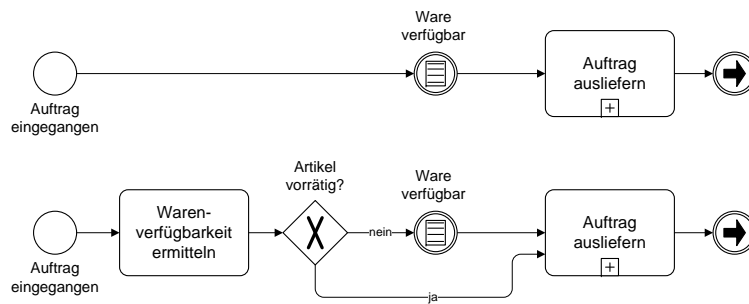 Ware
verfügbar
Auftrag
ausliefern
Auftrag
eingegangen
Artikel
vorrätig?
Ware
verfügbar
Waren-
verfügbarkeit
ermitteln
nein
Auftrag
ausliefern
Auftrag
eingegangen
ja